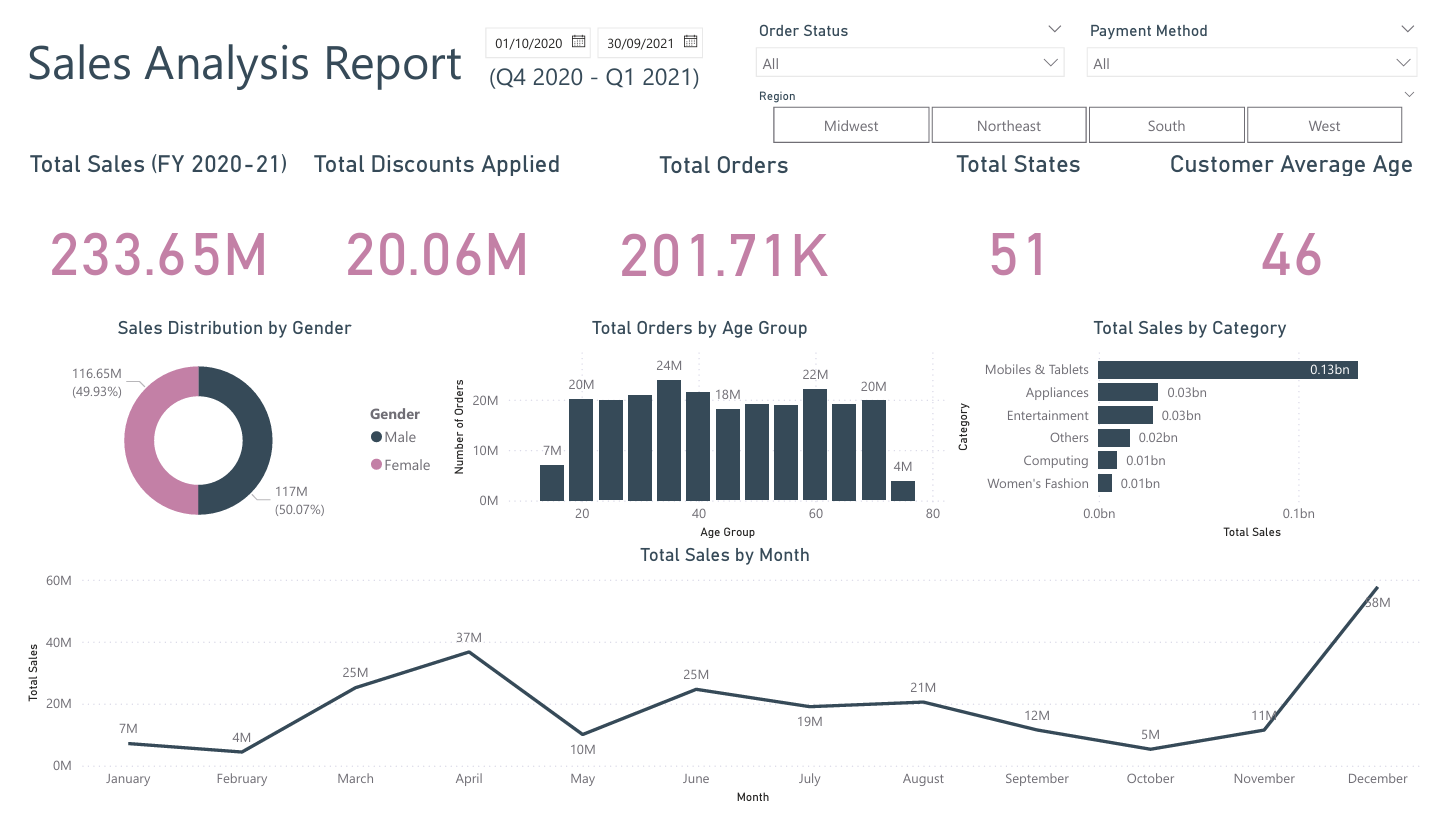 Sales Analysis Report
01/10/2020
30/09/2021
(Q4 2020 - Q1 2021)
Order Status
All
Payment Method
All
Region
Midwest
Northeast
South
West
Total Sales (FY 2020-21)
233.65M
Total Discounts Applied
20.06M
Total Orders
201.71K
Total States
51
Customer Average Age
46
Sales Distribution by Gender
116.65M
(49.93%)
117M
(50.07%)
Gender
Male
Female
Total Orders by Age Group
Number of Orders
20M
10M
0M
7M
20M
24M
18M
22M
20M
4M
20
40
60
80
Age Group
Total Sales by Category
Category
Mobiles & Tablets
0.13bn
Appliances
0.03bn
Entertainment
0.03bn
Others
0.02bn
Computing
0.01bn
Women's Fashion
0.01bn
0.0bn
0.1bn
Total Sales
Total Sales by Month
Total Sales
60M
40M
20M
0M
7M
4M
25M
37M
10M
25M
19M
21M
12M
5M
11M
58M
January
February
March
April
May
June
July
August
September
October
November
December
Month